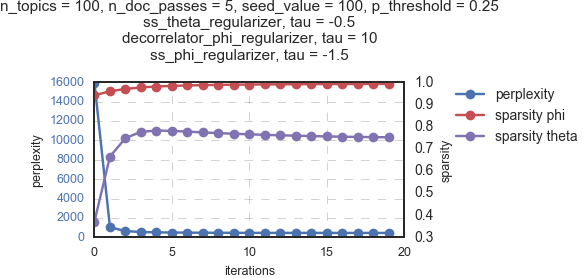 n_topics = 100, n_doc_passes = 5, seed_value = 100, p_threshold = 0.25
ss_theta_regularizer, tau = -0.5
decorrelator_phi_regularizer, tau = 10
ss_phi_regularizer, tau = -1.5
16000
14000
12000
10000
8000
6000
4000
2000
0
perplexity
0 5 10 15 20
iterations
1.0
0.9
0.8
0.7
0.6
0.5
0.4
0.3
sparsity
perplexity
sparsity phi
sparsity theta